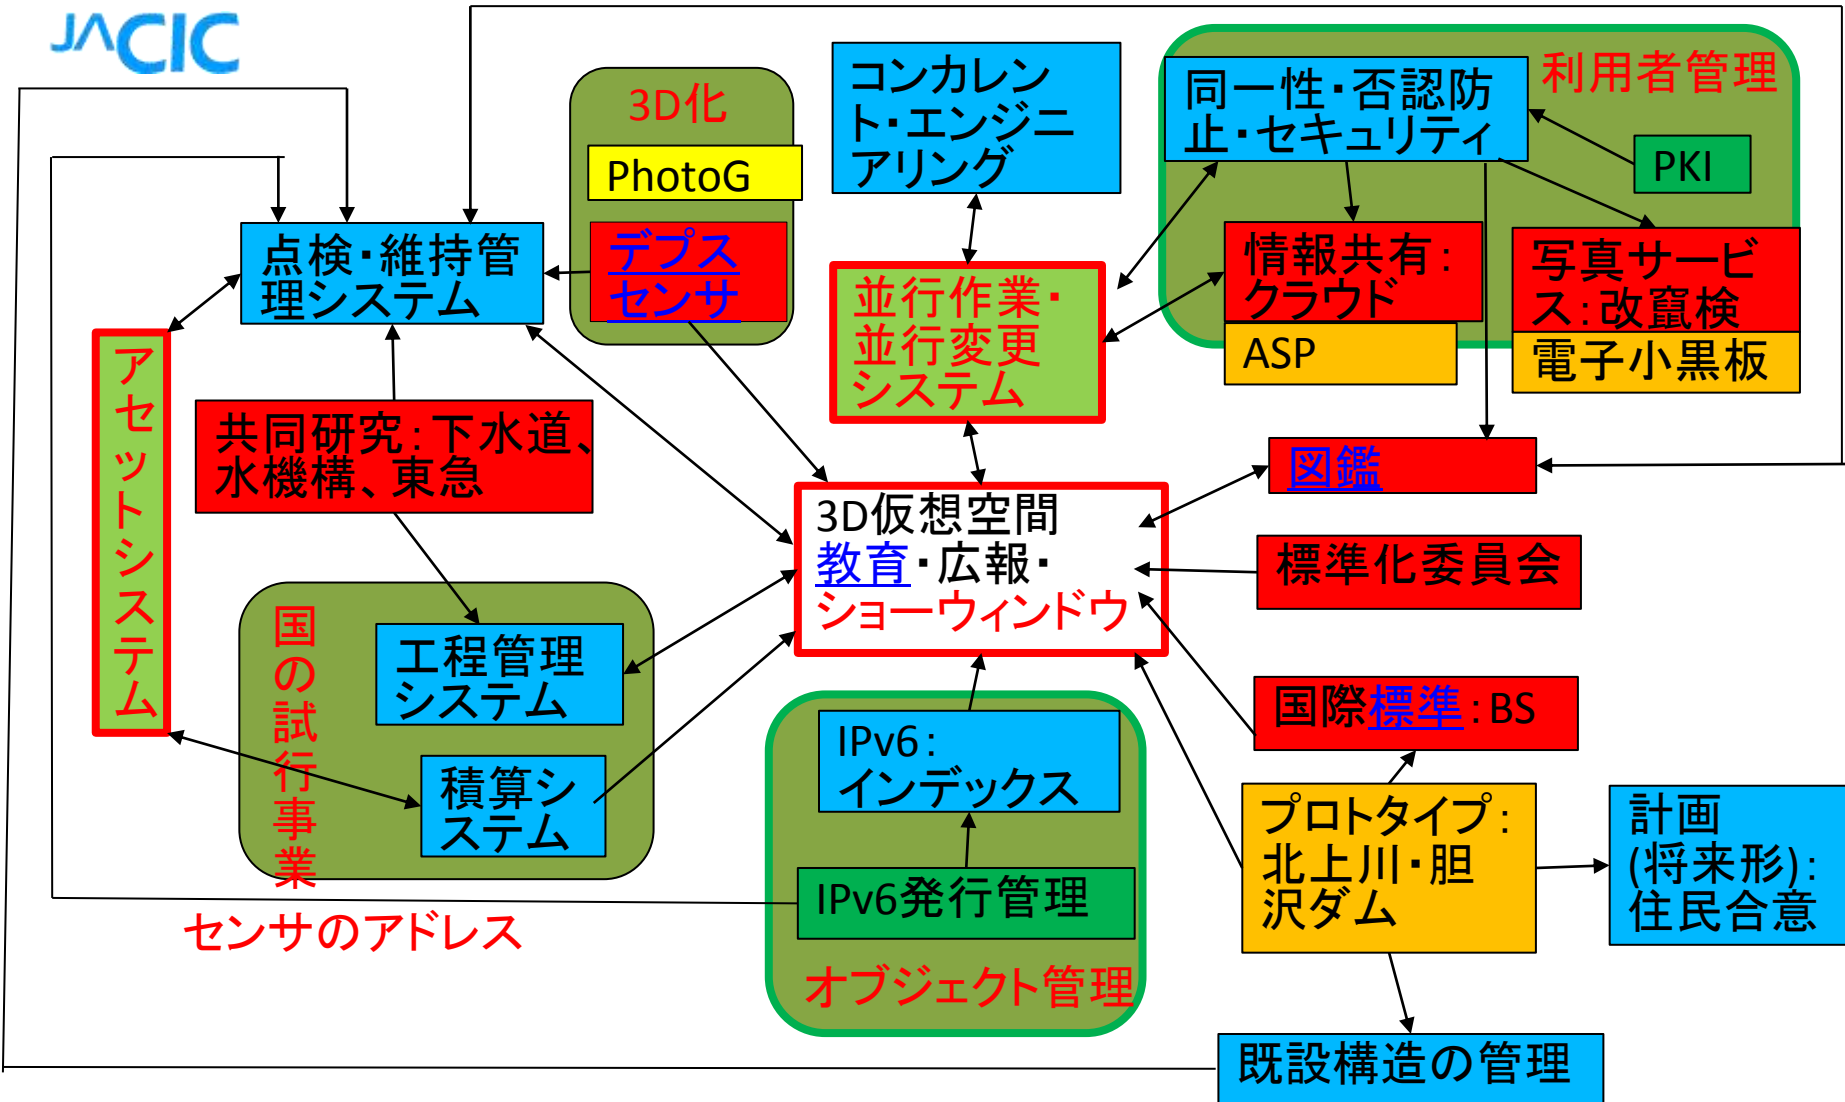 JACIC
3D化
PhotoG
デプス
センサ
コンカレン
ト・エンジニ
アリング
利用者管理
同一性・否認防
止・セキュリティ
PKI
点検・維持管
理システム
並行作業・
並行変更
システム
情報共有：
クラウド
ASP
写真サービ
ス：改竄検
電子小黒板
アセットシステム
共同研究：下水道、
水機構、東急
図鑑
3D仮想空間
教育・広報・
ショーウィンドウ
標準化委員会
国の試行事業
工程管理
システム
積算シ
ステム
国際標準：BS
IPv6：
インデックス
IPv6発行管理
オブジェクト管理
プロトタイプ：
北上川・胆
沢ダム
計画
(将来形)：
住民合意
センサのアドレス
既設構造の管理